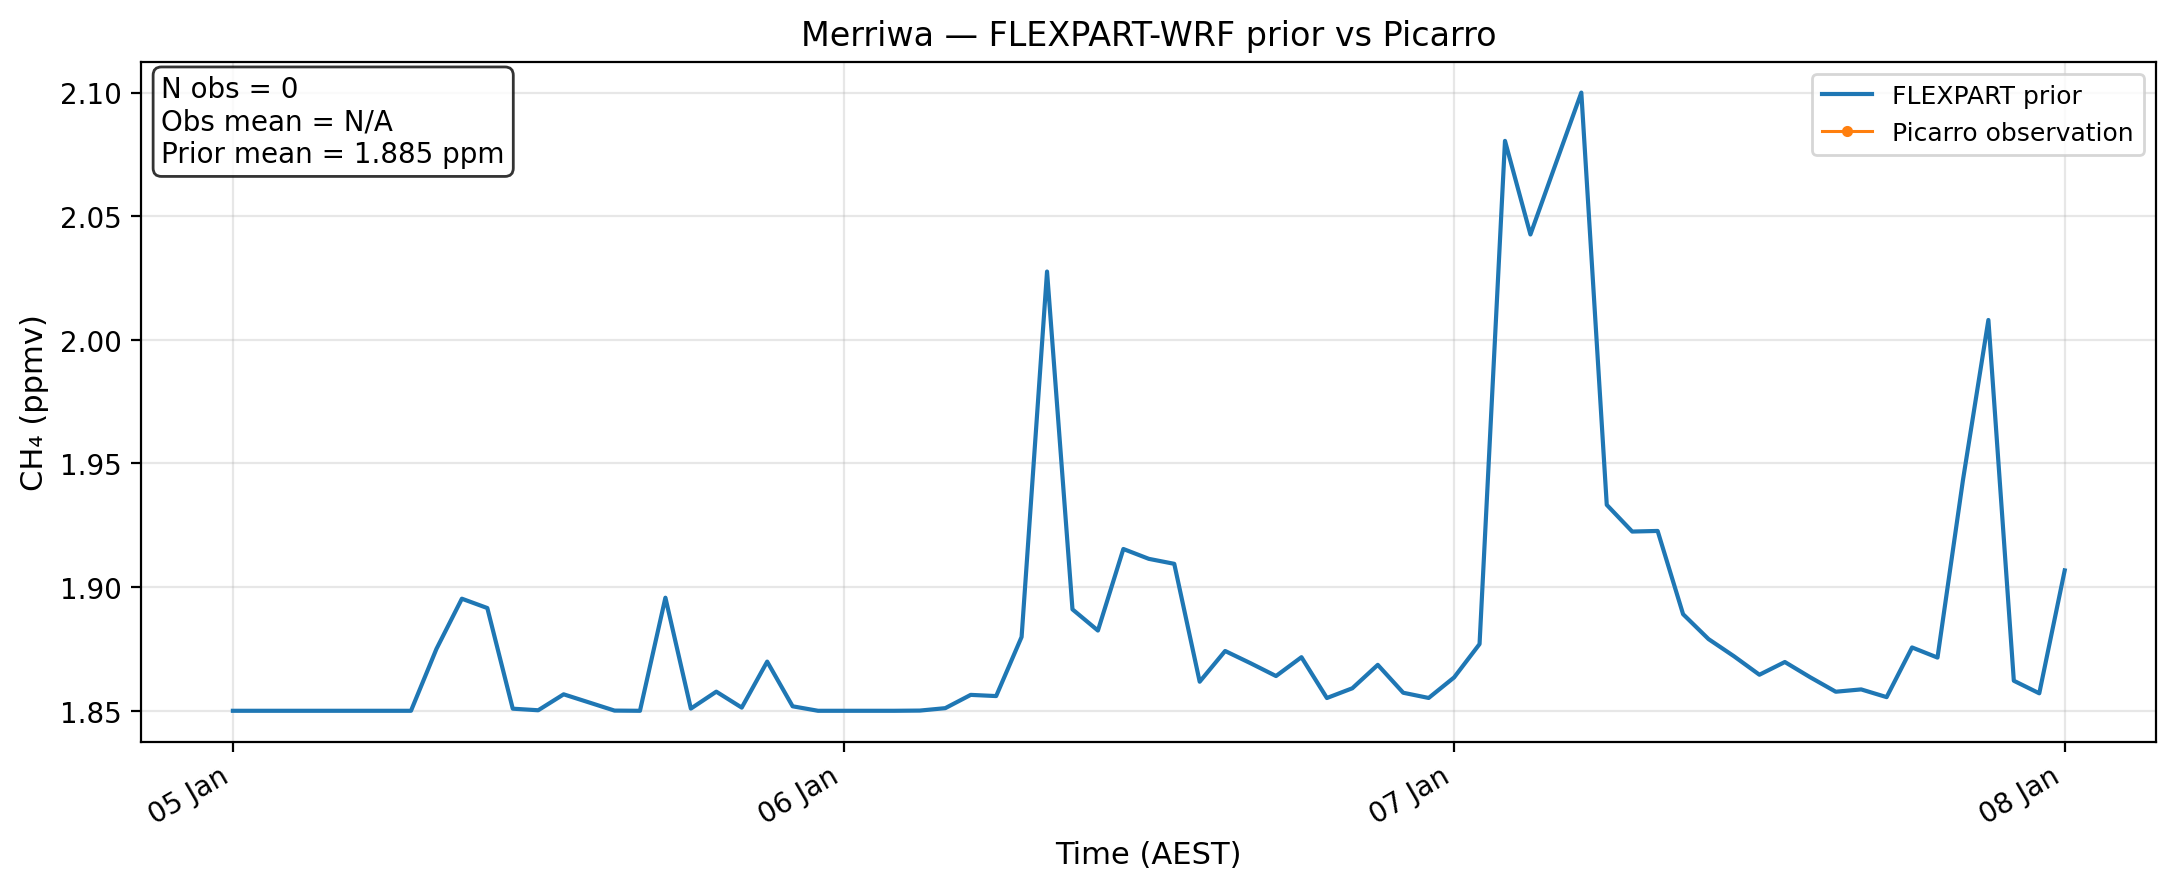 Merriwa — FLEXPART-WRF prior vs Picarro
N obs = 0
Obs mean = N/A
Prior mean = 1.885 ppm
FLEXPART prior
Picarro observation
CH₄ (ppmv)
2.10
2.05
2.00
1.95
1.90
1.85
05 Jan
06 Jan
07 Jan
08 Jan
Time (AEST)